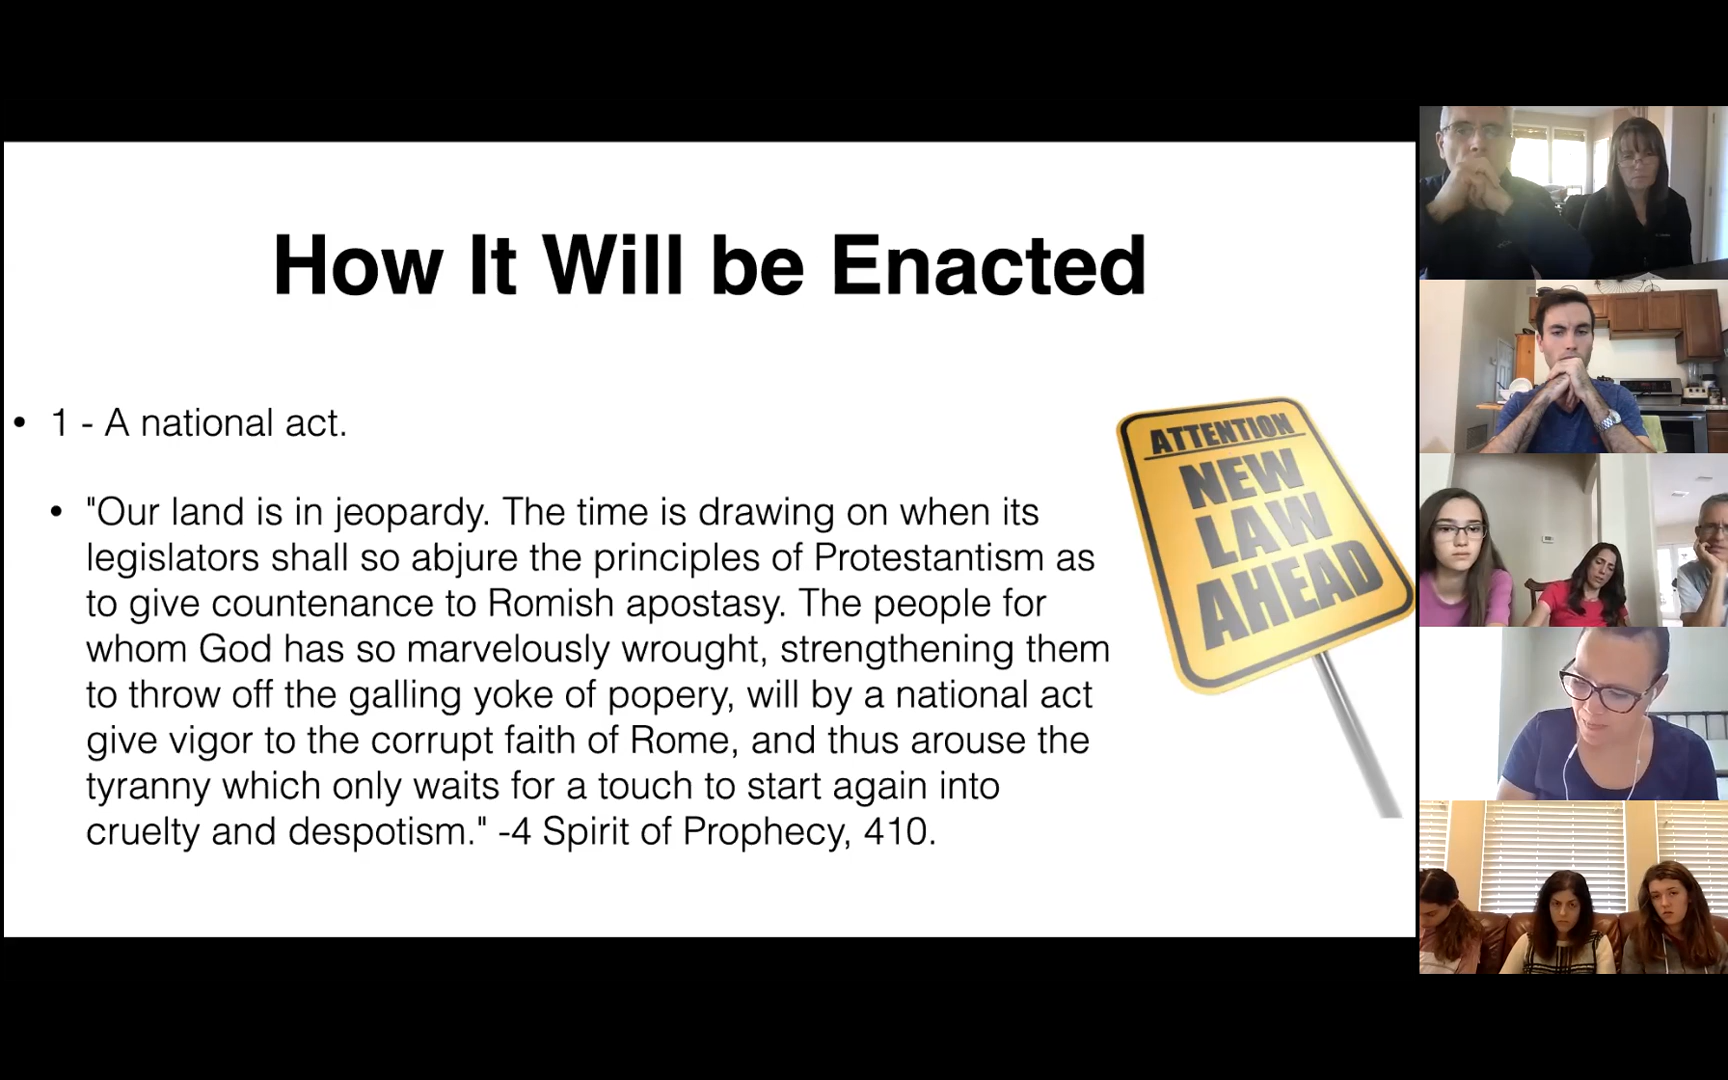 How It Will be Enacted
• 1 - A national act.
• "Our land is in jeopardy. The time is drawing on when its
legislators shall so abjure the principles of Protestantism as
to give countenance to Romish apostasy. The people for
whom God has so marvelously wrought, strengthening them
to throw off the galling yoke of popery, will by a national act
give vigor to the corrupt faith of Rome, and thus arouse the
tyranny which only waits for a touch to start again into
cruelty and despotism." -4 Spirit of Prophecy, 410.
ATTENTION
NEW
LAW
AHEAD